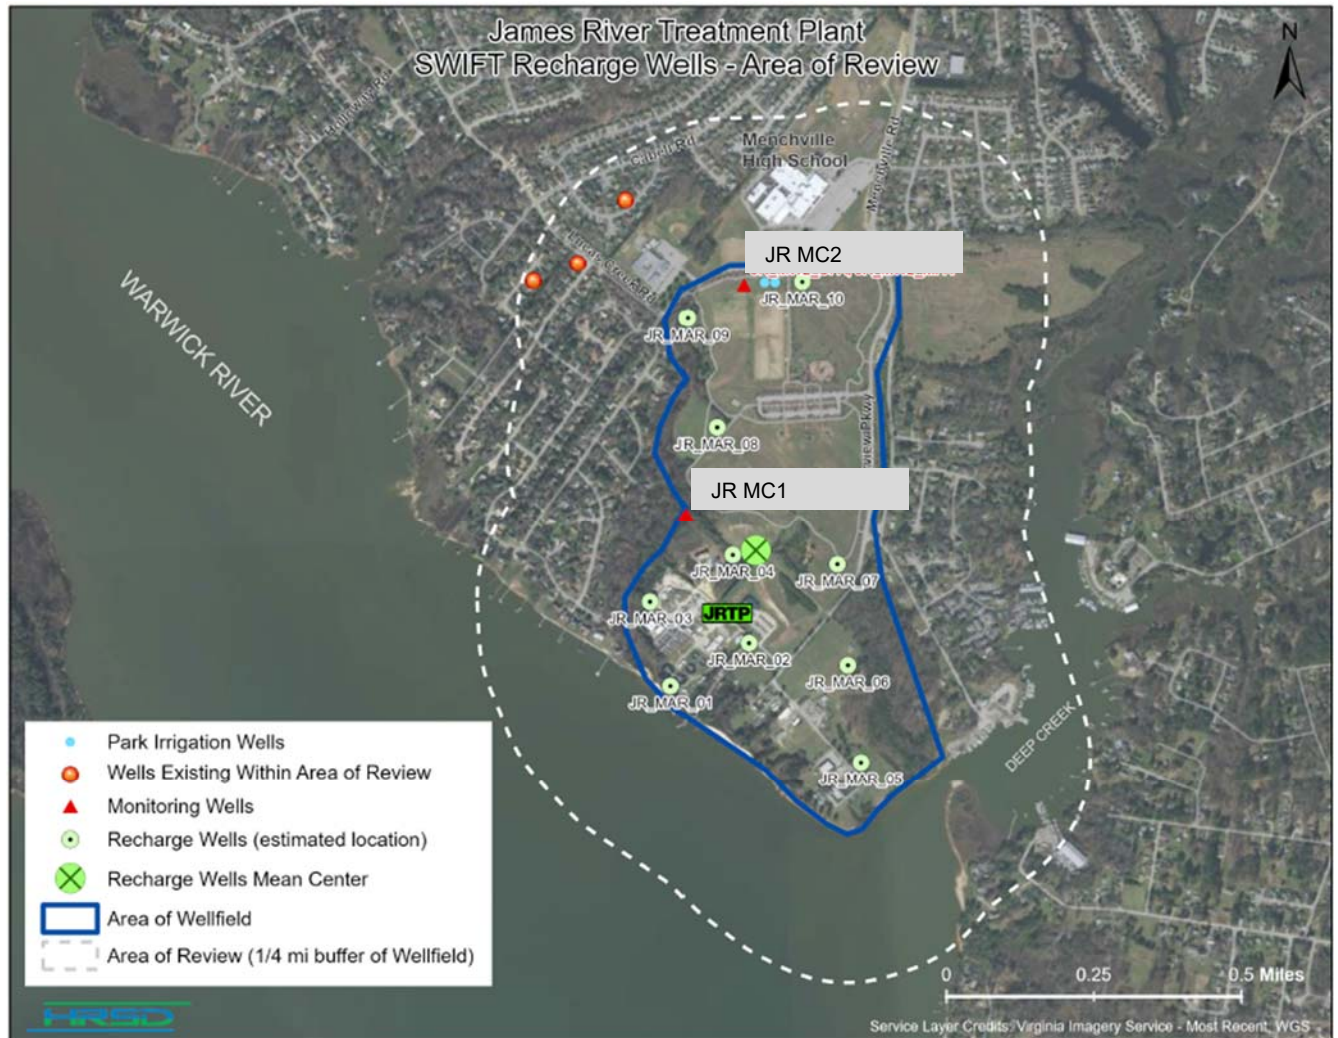 James River Treatment Plant
SWIFT Recharge Wells - Area of Review
N
Menchville Rd
Menchville
High School
JR MC2
JR_MAR_10
JR_MAR_09
WARWICK RIVER
JR_MAR_08
JR MC1
JR_MAR_04
JR_MAR_07
JR_MAR_03
JRTP
JR_MAR_02
JR_MAR_06
JR_MAR_01
DEEP CREEK
JR_MAR_05
Park Irrigation Wells
Wells Existing Within Area of Review
Monitoring Wells
Recharge Wells (estimated location)
Recharge Wells Mean Center
Area of Wellfield
Area of Review (1/4 mi buffer of Wellfield)
0 0.25 0.5 Miles
HRSD
Service Layer Credits: Virginia Imagery Service - Most Recent, WGS